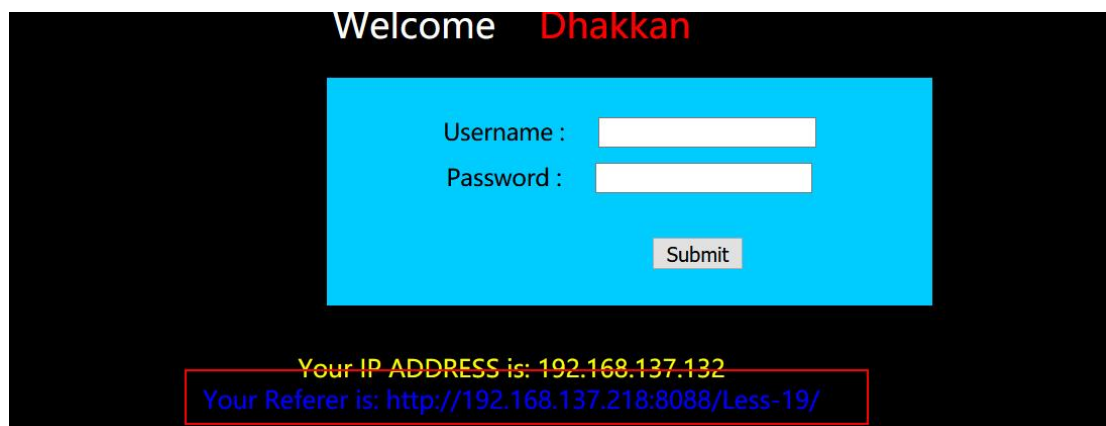 Welcome Dhakkan
Username :
Password :
Submit
Your IP ADDRESS is: 192.168.137.132
Your Referer is: http://192.168.137.218:8088/Less-19/